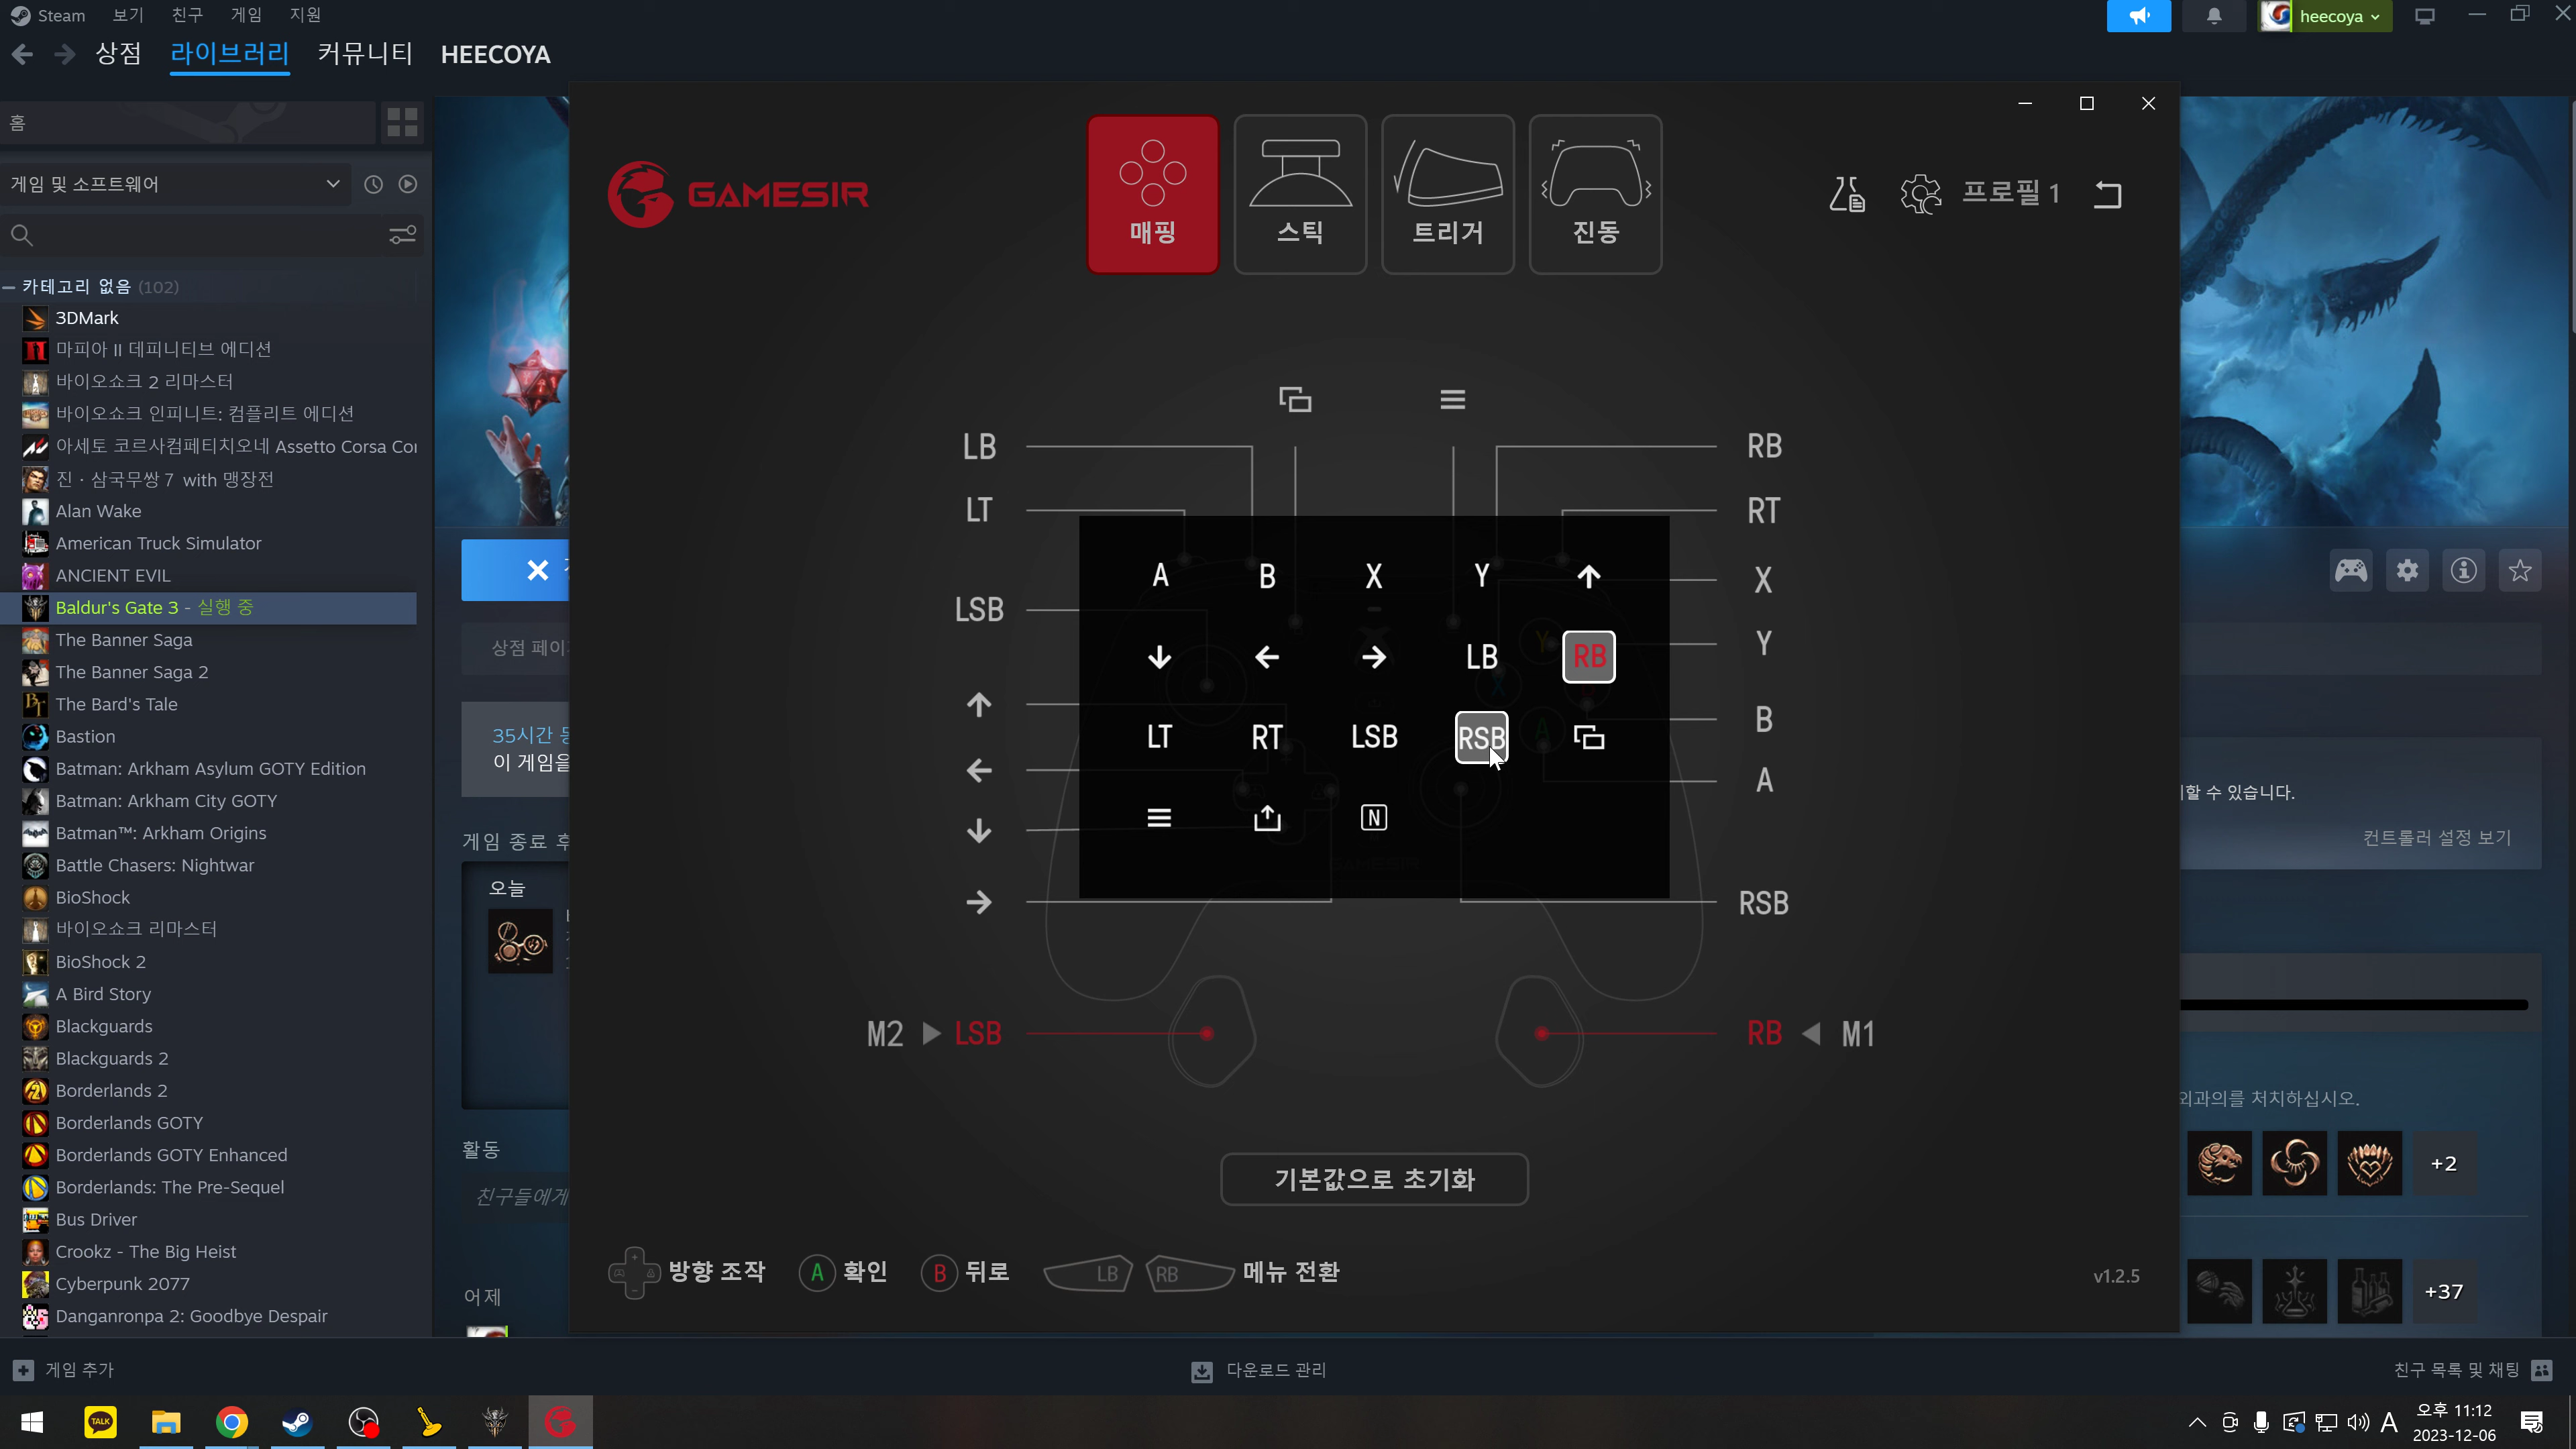 Steam 보기 친구 게임 지원
heecoya
상점 라이브러리 커뮤니티 HEECOYA
홈
게임 및 소프트웨어
카테고리 없음 (102)
3DMark
마피아 II 데피니티브 에디션
바이오쇼크 2 리마스터
바이오쇼크 인피니트: 컴플리트 에디션
아세토 코르사컴페티치오네 Assetto Corsa Co
진 · 삼국무쌍 7 with 맹장전
Alan Wake
American Truck Simulator
ANCIENT EVIL
Baldur's Gate 3 - 실행 중
The Banner Saga
The Banner Saga 2
The Bard's Tale
Bastion
Batman: Arkham Asylum GOTY Edition
Batman: Arkham City GOTY
Batman™: Arkham Origins
Battle Chasers: Nightwar
BioShock
바이오쇼크 리마스터
BioShock 2
A Bird Story
Blackguards
Blackguards 2
Borderlands 2
Borderlands GOTY
Borderlands GOTY Enhanced
Borderlands: The Pre-Sequel
Bus Driver
Crookz - The Big Heist
Cyberpunk 2077
Danganronpa 2: Goodbye Despair
상점 페이
35시간
이 게임을
게임 종료 후
오늘
활동
친구들에게
어제
GAMESIR
매핑 스틱 트리거 진동
프로필 1
LB RB
LT RT
LSB X
Y
B
A
RSB
A B X Y ↑
↓ ← → LB RB
LT RT LSB RSB
N
↑
←
↓
→
M2 ▶ LSB RB ◀ M1
기본값으로 초기화
방향 조작 A 확인 B 뒤로 LB RB 메뉴 전환
v1.2.5
할 수 있습니다.
컨트롤러 설정 보기
외과의를 처치하십시오.
+2
+37
게임 추가 다운로드 관리 친구 목록 및 채팅
TALK
A 오후 11:12
2023-12-06